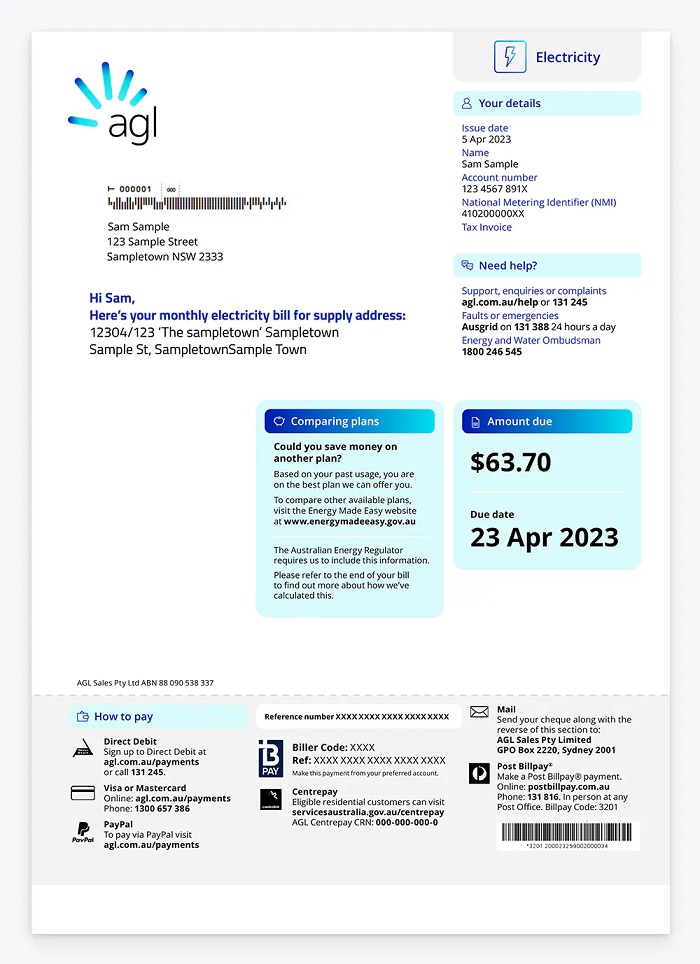 agl
Electricity
Your details
Issue date
5 Apr 2023
Name
Sam Sample
Account number
123 4567 891X
National Metering Identifier (NMI)
410200000XX
Tax Invoice
000001
000
Sam Sample
123 Sample Street
Sampletown NSW 2333
Need help?
Support, enquiries or complaints
agl.com.au/help or 131 245
Faults or emergencies
Ausgrid on 131 388 24 hours a day
Energy and Water Ombudsman
1800 246 545
Hi Sam,
Here's your monthly electricity bill for supply address:
12304/123 'The sampletown' Sampletown
Sample St, SampletownSample Town
Comparing plans
Could you save money on
another plan?
Based on your past usage, you are
on the best plan we can offer you.
To compare other available plans,
visit the Energy Made Easy website
at www.energymadeeasy.gov.au
The Australian Energy Regulator
requires us to include this information.
Please refer to the end of your bill
to find out more about how we've
calculated this.
Amount due
$63.70
Due date
23 Apr 2023
AGL Sales Pty Ltd ABN 88 090 538 337
How to pay
Direct Debit
Sign up to Direct Debit at
agl.com.au/payments
or call 131 245.
Visa or Mastercard
Online: agl.com.au/payments
Phone: 1300 657 386
PayPal
PayPal
To pay via PayPal visit
agl.com.au/payments
Reference number XXXX XXXX XXXX XXXX XXXX
B
PAY
Biller Code: XXXX
Ref: XXXX XXXX XXXX XXXX XXXX
Make this payment from your preferred account.
Centrepay
Eligible residential customers can visit
servicesaustralia.gov.au/centrepay
AGL Centrepay CRN: 000-000-000-0
Mail
Send your cheque along with the
reverse of this section to:
AGL Sales Pty Limited
GPO Box 2220, Sydney 2001
Post Billpay®
Make a Post Billpay® payment.
Online: postbillpay.com.au
Phone: 131 816. In person at any
Post Office. Billpay Code: 3201
*3201 200023259002000034